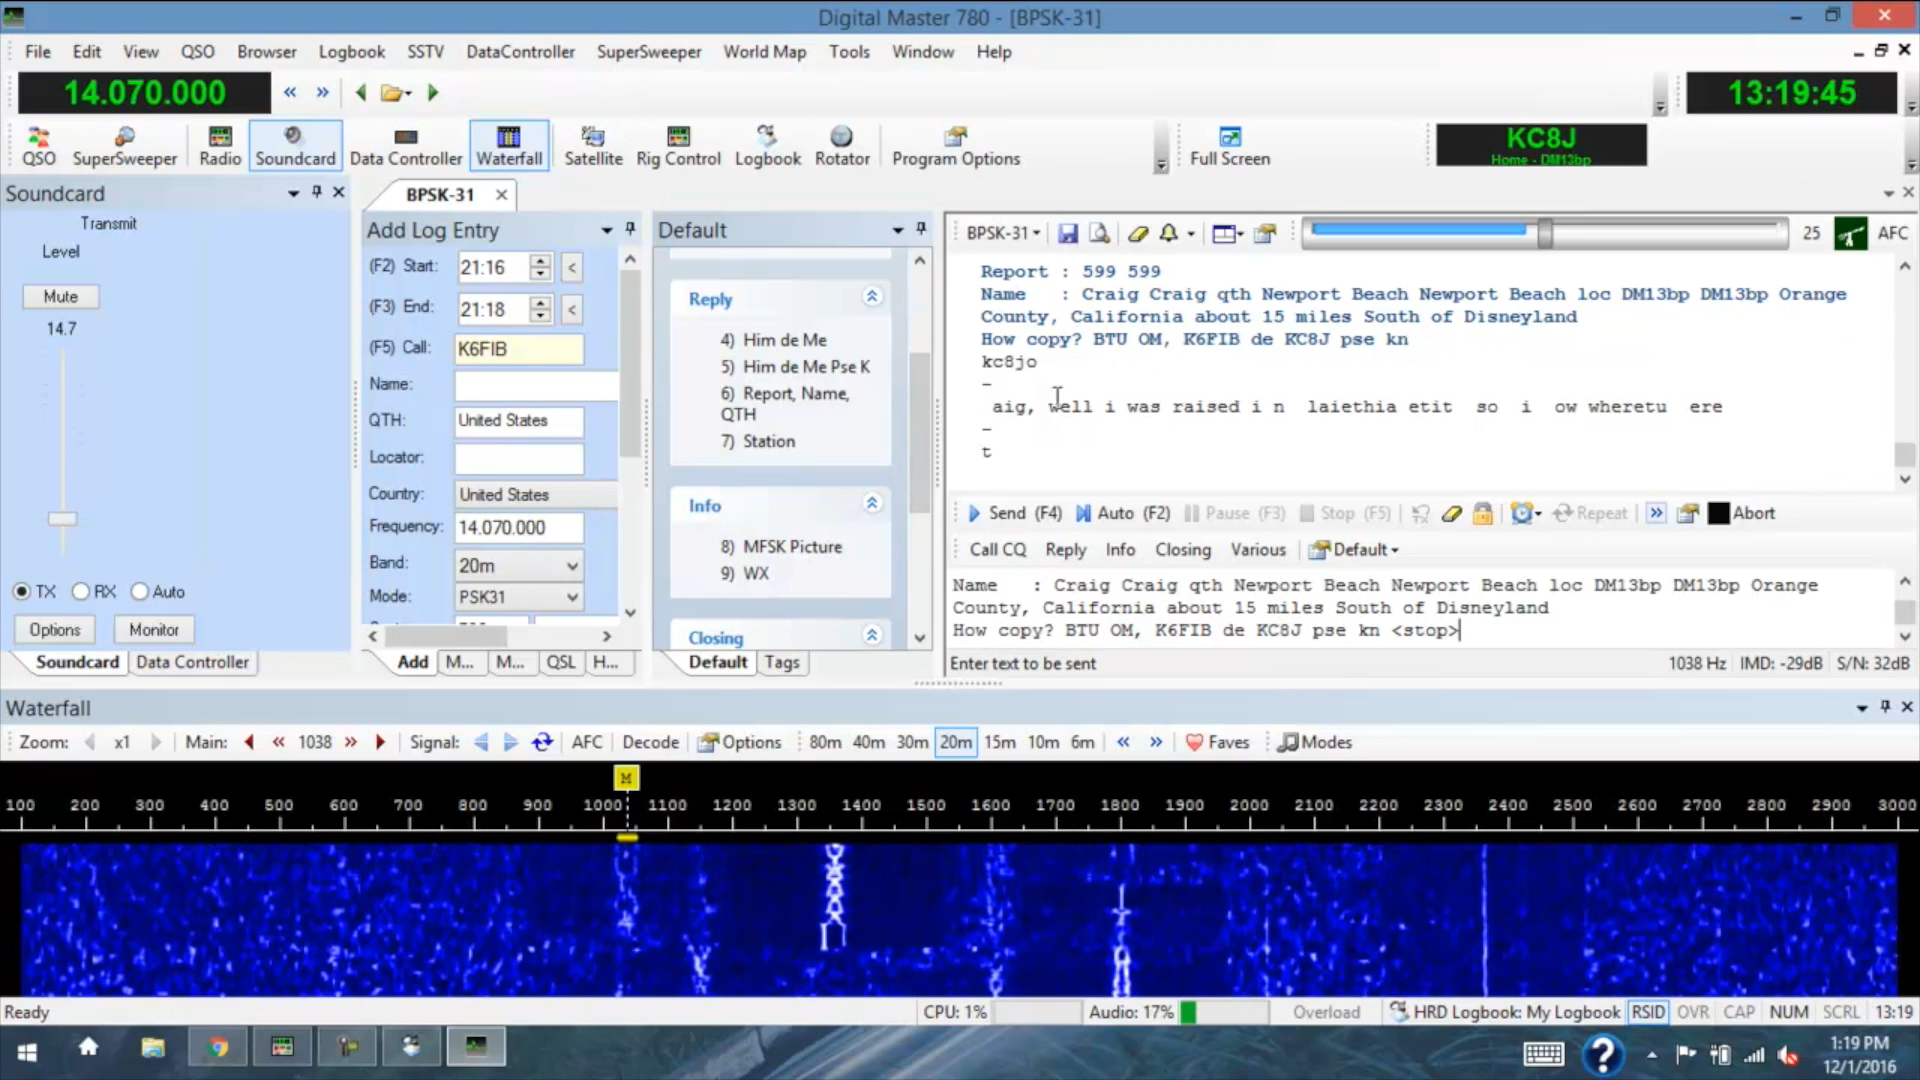 Digital Master 780 - [BPSK-31]
File Edit View QSO Browser Logbook SSTV DataController SuperSweeper World Map Tools Window Help
14.070.000
13:19:45
QSO SuperSweeper Radio Soundcard Data Controller Waterfall Satellite Rig Control Logbook Rotator Program Options Full Screen
KC8J
Home - DM13bp
Soundcard
Transmit
Level
Mute
14.7
TX RX Auto
Options Monitor
Soundcard Data Controller
BPSK-31
Add Log Entry
(F2) Start: 21:16 <
(F3) End: 21:18 <
(F5) Call: K6FIB
Name:
QTH: United States
Locator:
Country: United States
Frequency: 14.070.000
Band: 20m
Mode: PSK31
Add M... M... QSL H...
Default
Reply
4) Him de Me
5) Him de Me Pse K
6) Report, Name,
QTH
7) Station
Info
8) MFSK Picture
9) WX
Closing
Default Tags
BPSK-31 25 AFC
Report : 599 599
Name : Craig Craig qth Newport Beach Newport Beach loc DM13bp DM13bp Orange
County, California about 15 miles South of Disneyland
How copy? BTU OM, K6FIB de KC8J pse kn
kc8jo
-
aig, well i was raised i n laiethia etit so i ow wheretu ere
-
t
Send (F4) Auto (F2) Pause (F3) Stop (F5) Repeat Abort
Call CQ Reply Info Closing Various Default
Name : Craig Craig qth Newport Beach Newport Beach loc DM13bp DM13bp Orange
County, California about 15 miles South of Disneyland
How copy? BTU OM, K6FIB de KC8J pse kn <stop>
Enter text to be sent 1038 Hz IMD: -29dB S/N: 32dB
Waterfall
Zoom: x1 Main: 1038 Signal: AFC Decode Options 80m 40m 30m 20m 15m 10m 6m Faves Modes
M
100 200 300 400 500 600 700 800 900 1000 1100 1200 1300 1400 1500 1600 1700 1800 1900 2000 2100 2200 2300 2400 2500 2600 2700 2800 2900 3000
Ready CPU: 1% Audio: 17% Overload HRD Logbook: My Logbook RSID OVR CAP NUM SCRL 13:19
1:19 PM
12/1/2016